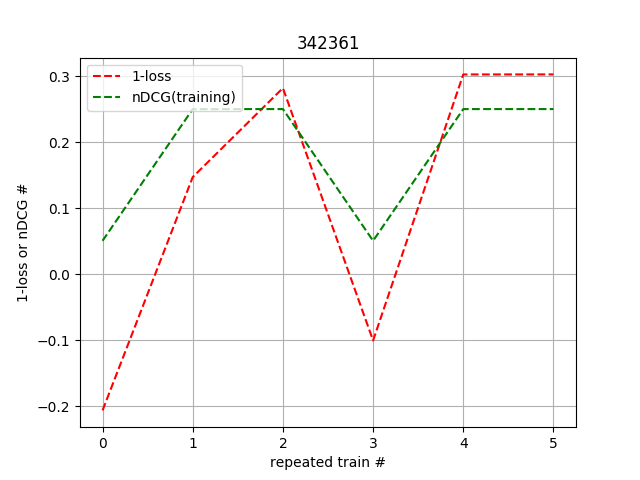 342361
1-loss
nDCG(training)
0.3
0.2
0.1
0.0
−0.1
−0.2
1-loss or nDCG #
0 1 2 3 4 5
repeated train #